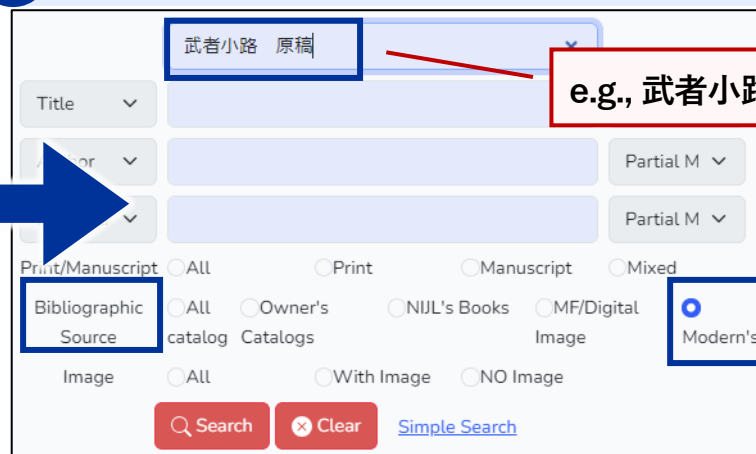 武者小路　原稿
e.g., 武者小路
Title
Partial M
Partial M
Print/Manuscript All Print Manuscript Mixed
Bibliographic Source All catalog Owner's Catalogs NIJL's Books MF/Digital Image Modern's
Image All With Image NO Image
Search Clear Simple Search